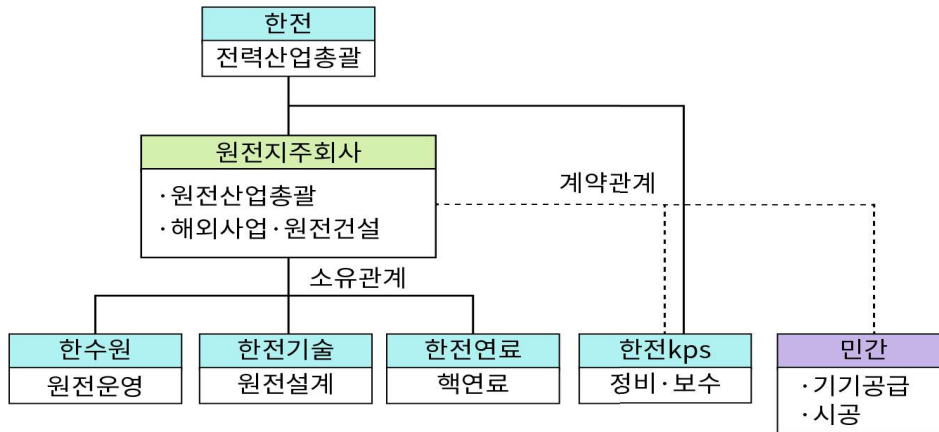 한전
전력산업총괄
원전지주회사
·원전산업총괄
·해외사업·원전건설
계약관계
소유관계
한수원
원전운영
한전기술
원전설계
한전연료
핵연료
한전kps
정비·보수
민간
·기기공급
·시공